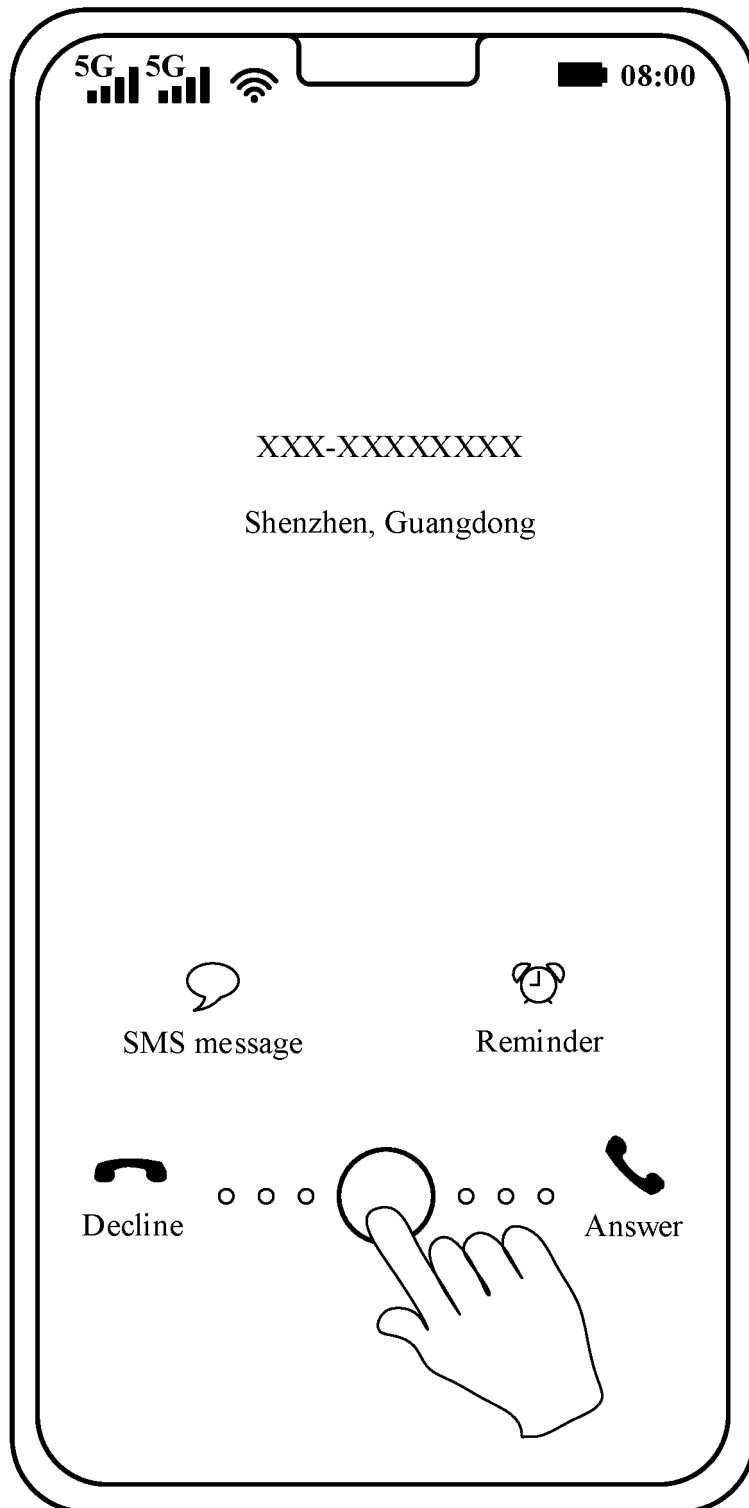 5G 5G 08:00
XXX-XXXXXXXX
Shenzhen, Guangdong
SMS message Reminder
Decline Answer